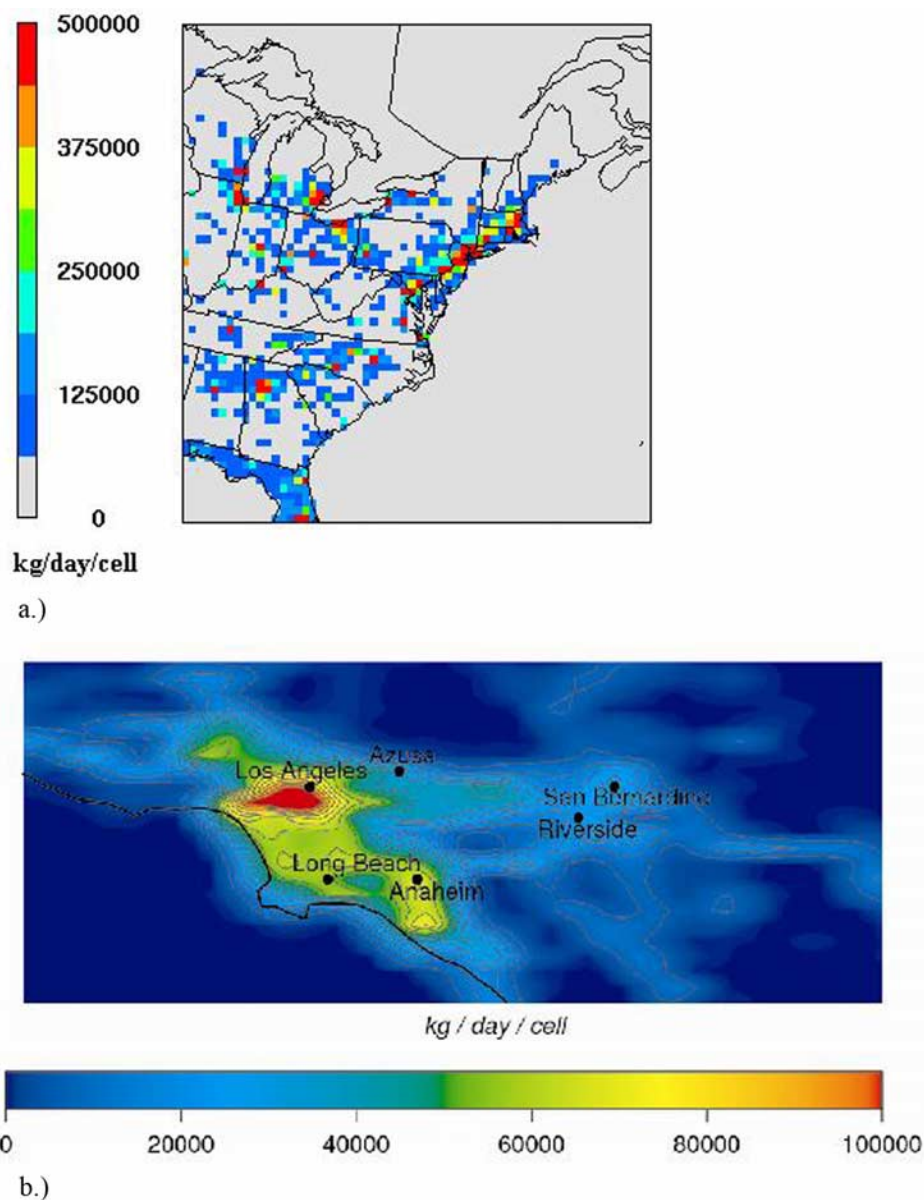 500000
375000
250000
125000
0
kg/day/cell
a.)
Azusa
Los Angeles
San Bernardino
Riverside
Long Beach
Anaheim
kg / day / cell
0 20000 40000 60000 80000 100000
b.)